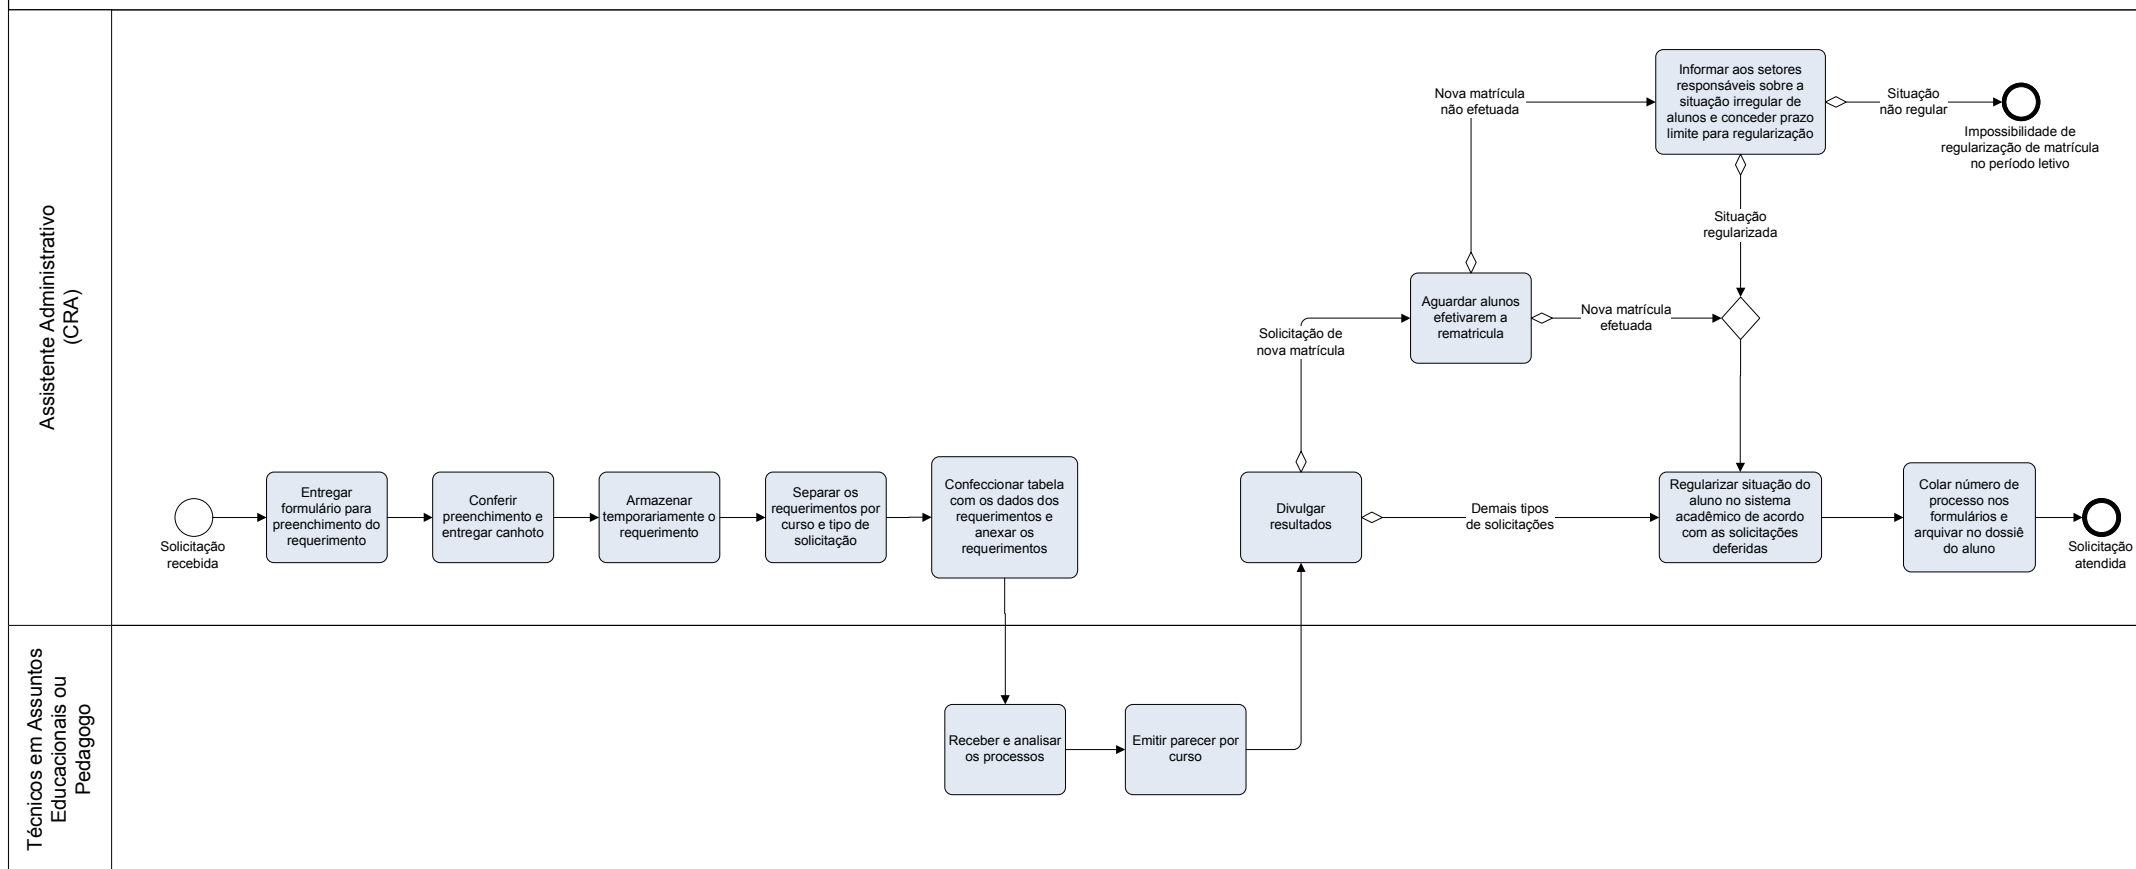 Assistente Administrativo
(CRA)
Solicitação
recebida
Entregar
formulário para
preenchimento do
requerimento
Conferir
preenchimento e
entregar canhoto
Armazenar
temporariamente o
requerimento
Separar os
requerimentos por
curso e tipo de
solicitação
Confeccionar tabela
com os dados dos
requerimentos e
anexar os
requerimentos
Divulgar
resultados
Solicitação de
nova matrícula
Demais tipos
de solicitações
Aguardar alunos
efetivarem a
rematricula
Nova matrícula
não efetuada
Nova matrícula
efetuada
Informar aos setores
responsáveis sobre a
situação irregular de
alunos e conceder prazo
limite para regularização
Situação
não regular
Impossibilidade de
regularização de matrícula
no período letivo
Situação
regularizada
Regularizar situação do
aluno no sistema
acadêmico de acordo
com as solicitações
deferidas
Colar número de
processo nos
formulários e
arquivar no dossiê
do aluno
Solicitação
atendida
Técnicos em Assuntos
Educacionais ou
Pedagogo
Receber e analisar
os processos
Emitir parecer por
curso